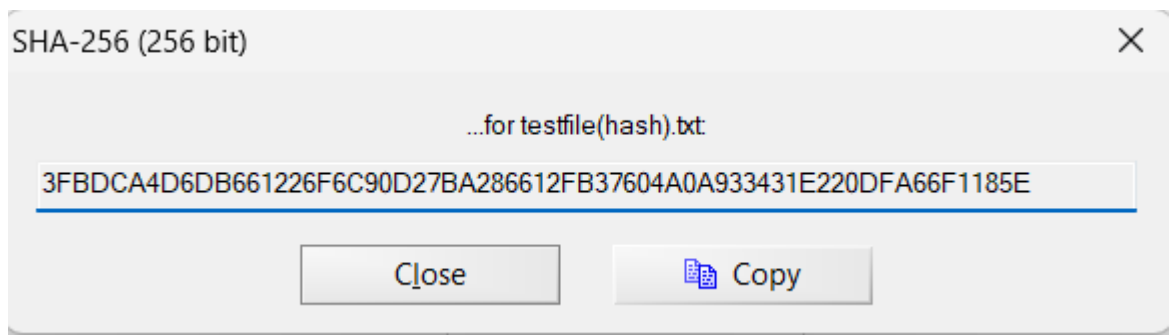 SHA-256 (256 bit)
...for testfile(hash).txt:
3FBDCA4D6DB661226F6C90D27BA286612FB37604A0A933431E220DFA66F1185E
Close
Copy